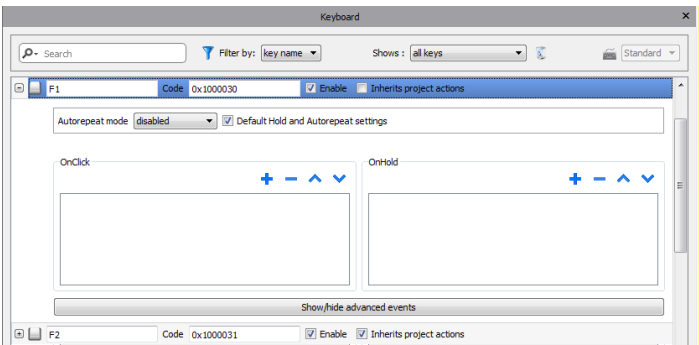 Keyboard
Search Filter by: key name Shows : all keys Standard
F1 Code 0x1000030 Enable Inherits project actions
Autorepeat mode disabled Default Hold and Autorepeat settings
OnClick OnHold
Show/hide advanced events
F2 Code 0x1000031 Enable Inherits project actions